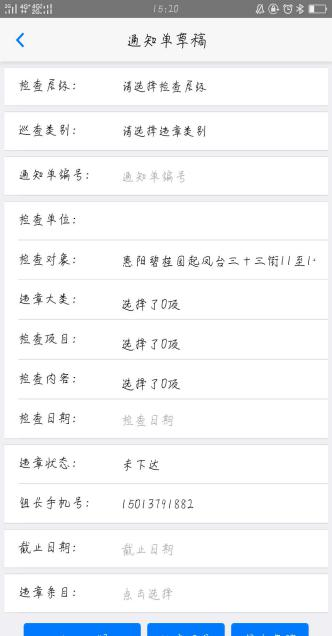 15:20
通知单草稿
检查层级: 请选择检查层级
巡查类别: 请选择违章类别
通知单编号: 通知单编号
检查单位:
检查对象: 惠阳碧桂园起凤台三十三街11至1
违章大类: 选择了0项
检查项目: 选择了0项
检查内容: 选择了0项
检查日期: 检查日期
违章状态: 未下达
组长手机号: 15013791882
截止日期: 截止日期
违章条目: 点击选择